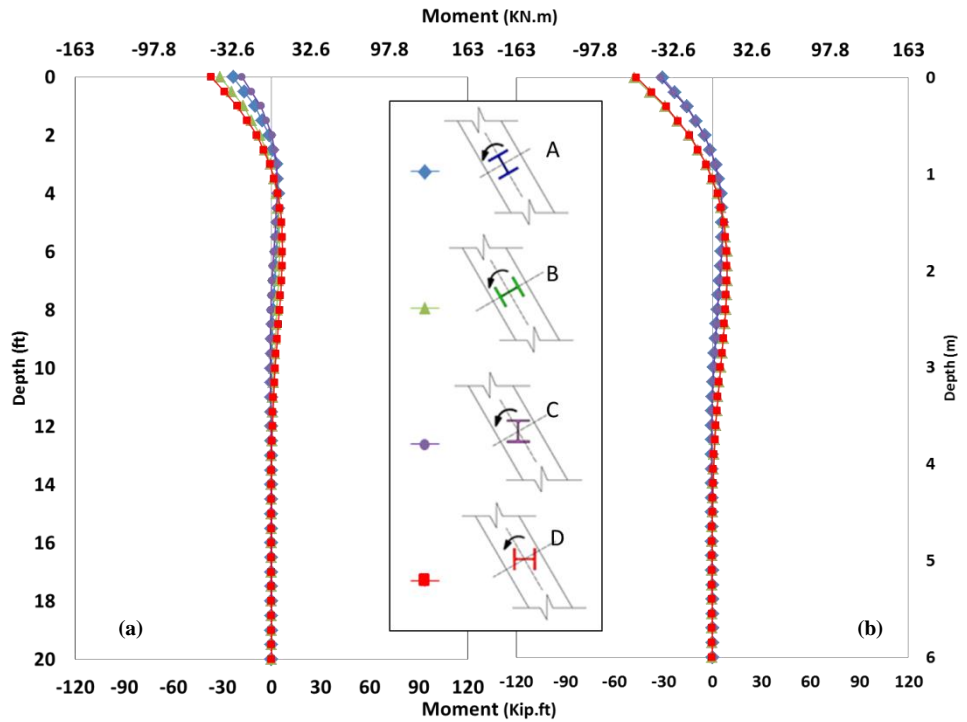 Moment (KN.m)
-163 -97.8 -32.6 32.6 97.8 163 -163 -97.8 -32.6 32.6 97.8 163
0
2
4
6
8
10
12
14
16
18
20
Depth (ft)
A
B
C
D
(a)
(b)
0
1
2
3
4
5
6
Depth (m)
-120 -90 -60 -30 0 30 60 90 120 -120 -90 -60 -30 0 30 60 90 120
Moment (Kip.ft)